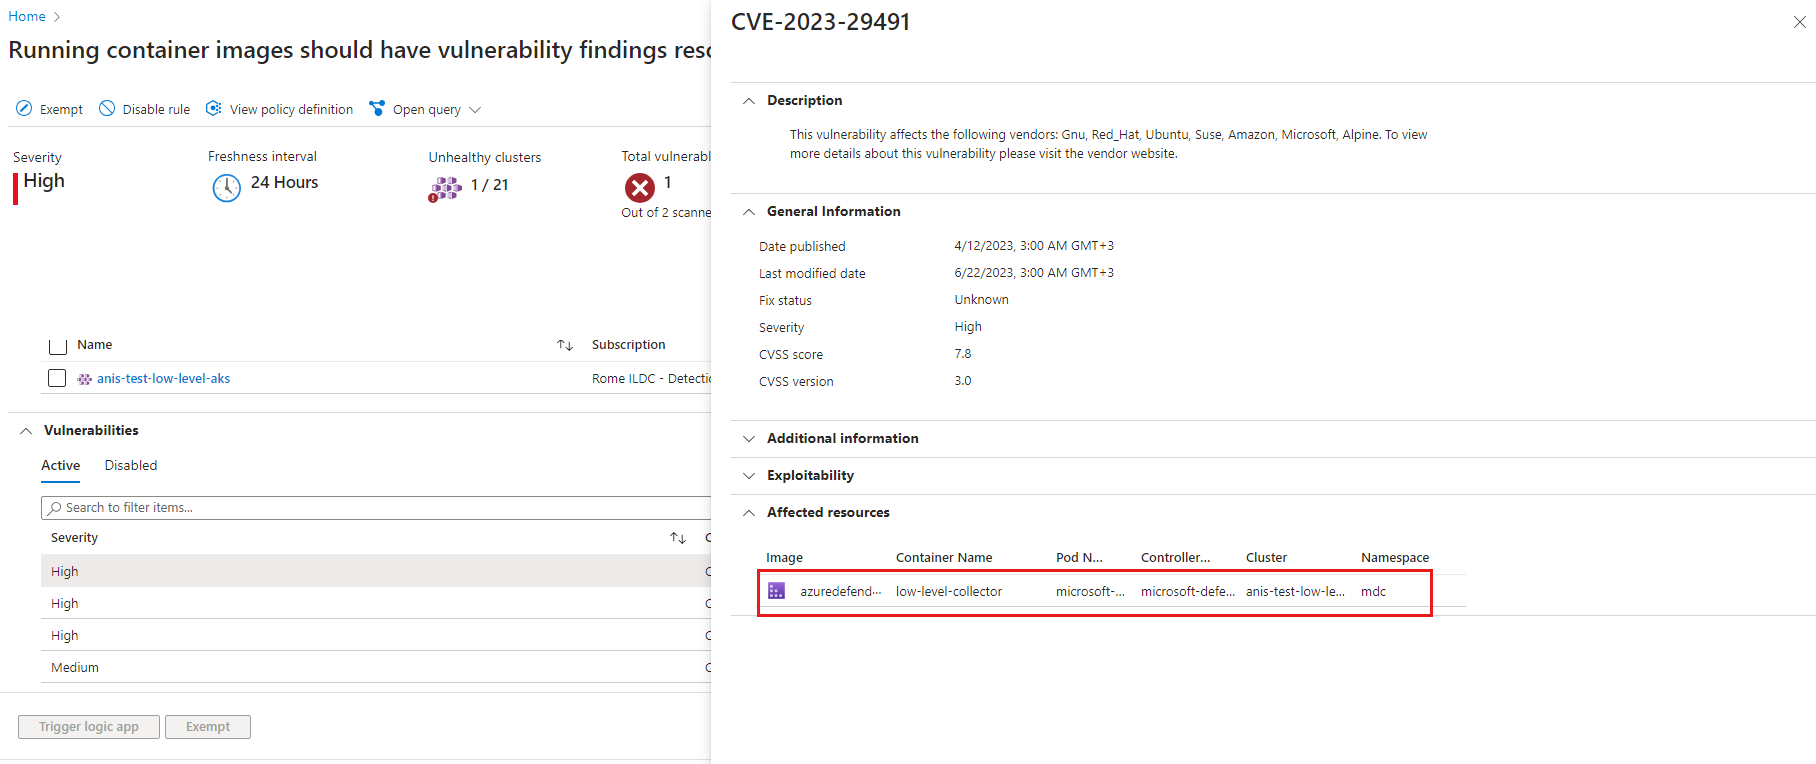 Home
Running container images should have vulnerability findings
Exempt
Disable rule
View policy definition
Open query
Severity
High
Freshness interval
24 Hours
Unhealthy clusters
1 / 21
Total
1
Out of 2
Name
Subscription
anis-test-low-level-aks
Rome ILDC -
Vulnerabilities
Active
Disabled
Search to filter items...
Severity
High
High
High
Medium
Trigger logic app
Exempt
CVE-2023-29491
Description
This vulnerability affects the following vendors: Gnu, Red_Hat, Ubuntu, Suse, Amazon, Microsoft, Alpine. To view
more details about this vulnerability please visit the vendor website.
General Information
Date published 4/12/2023, 3:00 AM GMT+3
Last modified date 6/22/2023, 3:00 AM GMT+3
Fix status Unknown
Severity High
CVSS score 7.8
CVSS version 3.0
Additional information
Exploitability
Affected resources
Image Container Name Pod N... Controller... Cluster Namespace
azuredefend... low-level-collector microsoft-... microsoft-defe... anis-test-low-le... mdc